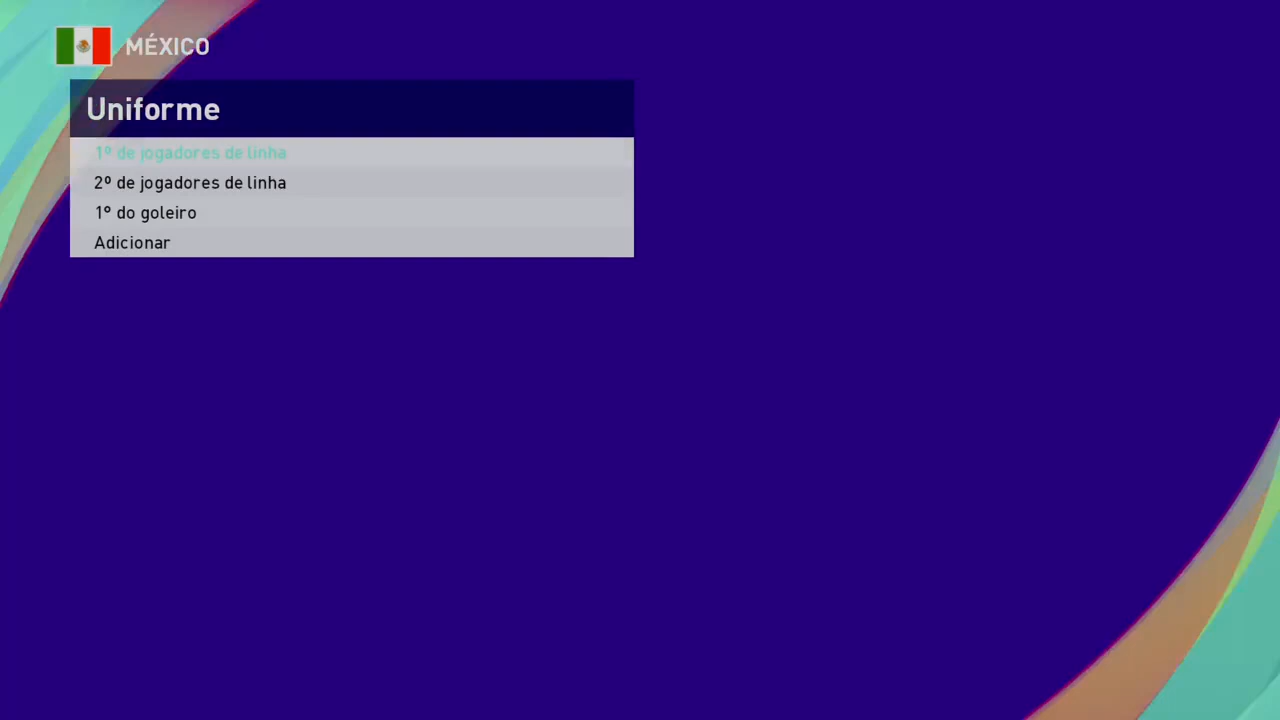 MÉXICO
Uniforme
1º de jogadores de linha
2º de jogadores de linha
1º do goleiro
Adicionar